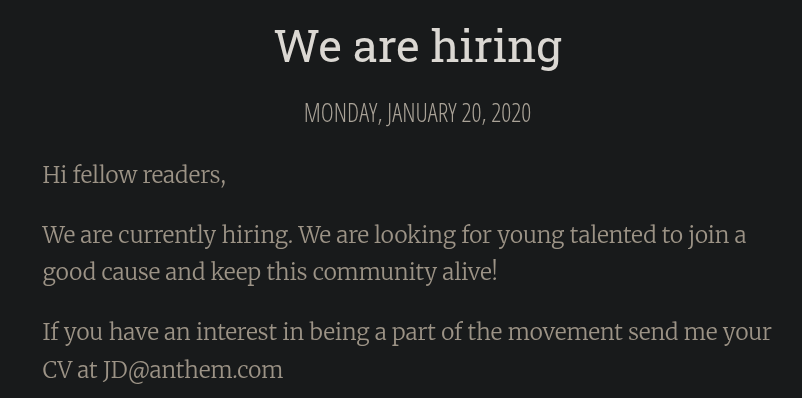 We are hiring
MONDAY, JANUARY 20, 2020
Hi fellow readers,
We are currently hiring. We are looking for young talented to join a
good cause and keep this community alive!
If you have an interest in being a part of the movement send me your
CV at JD@anthem.com